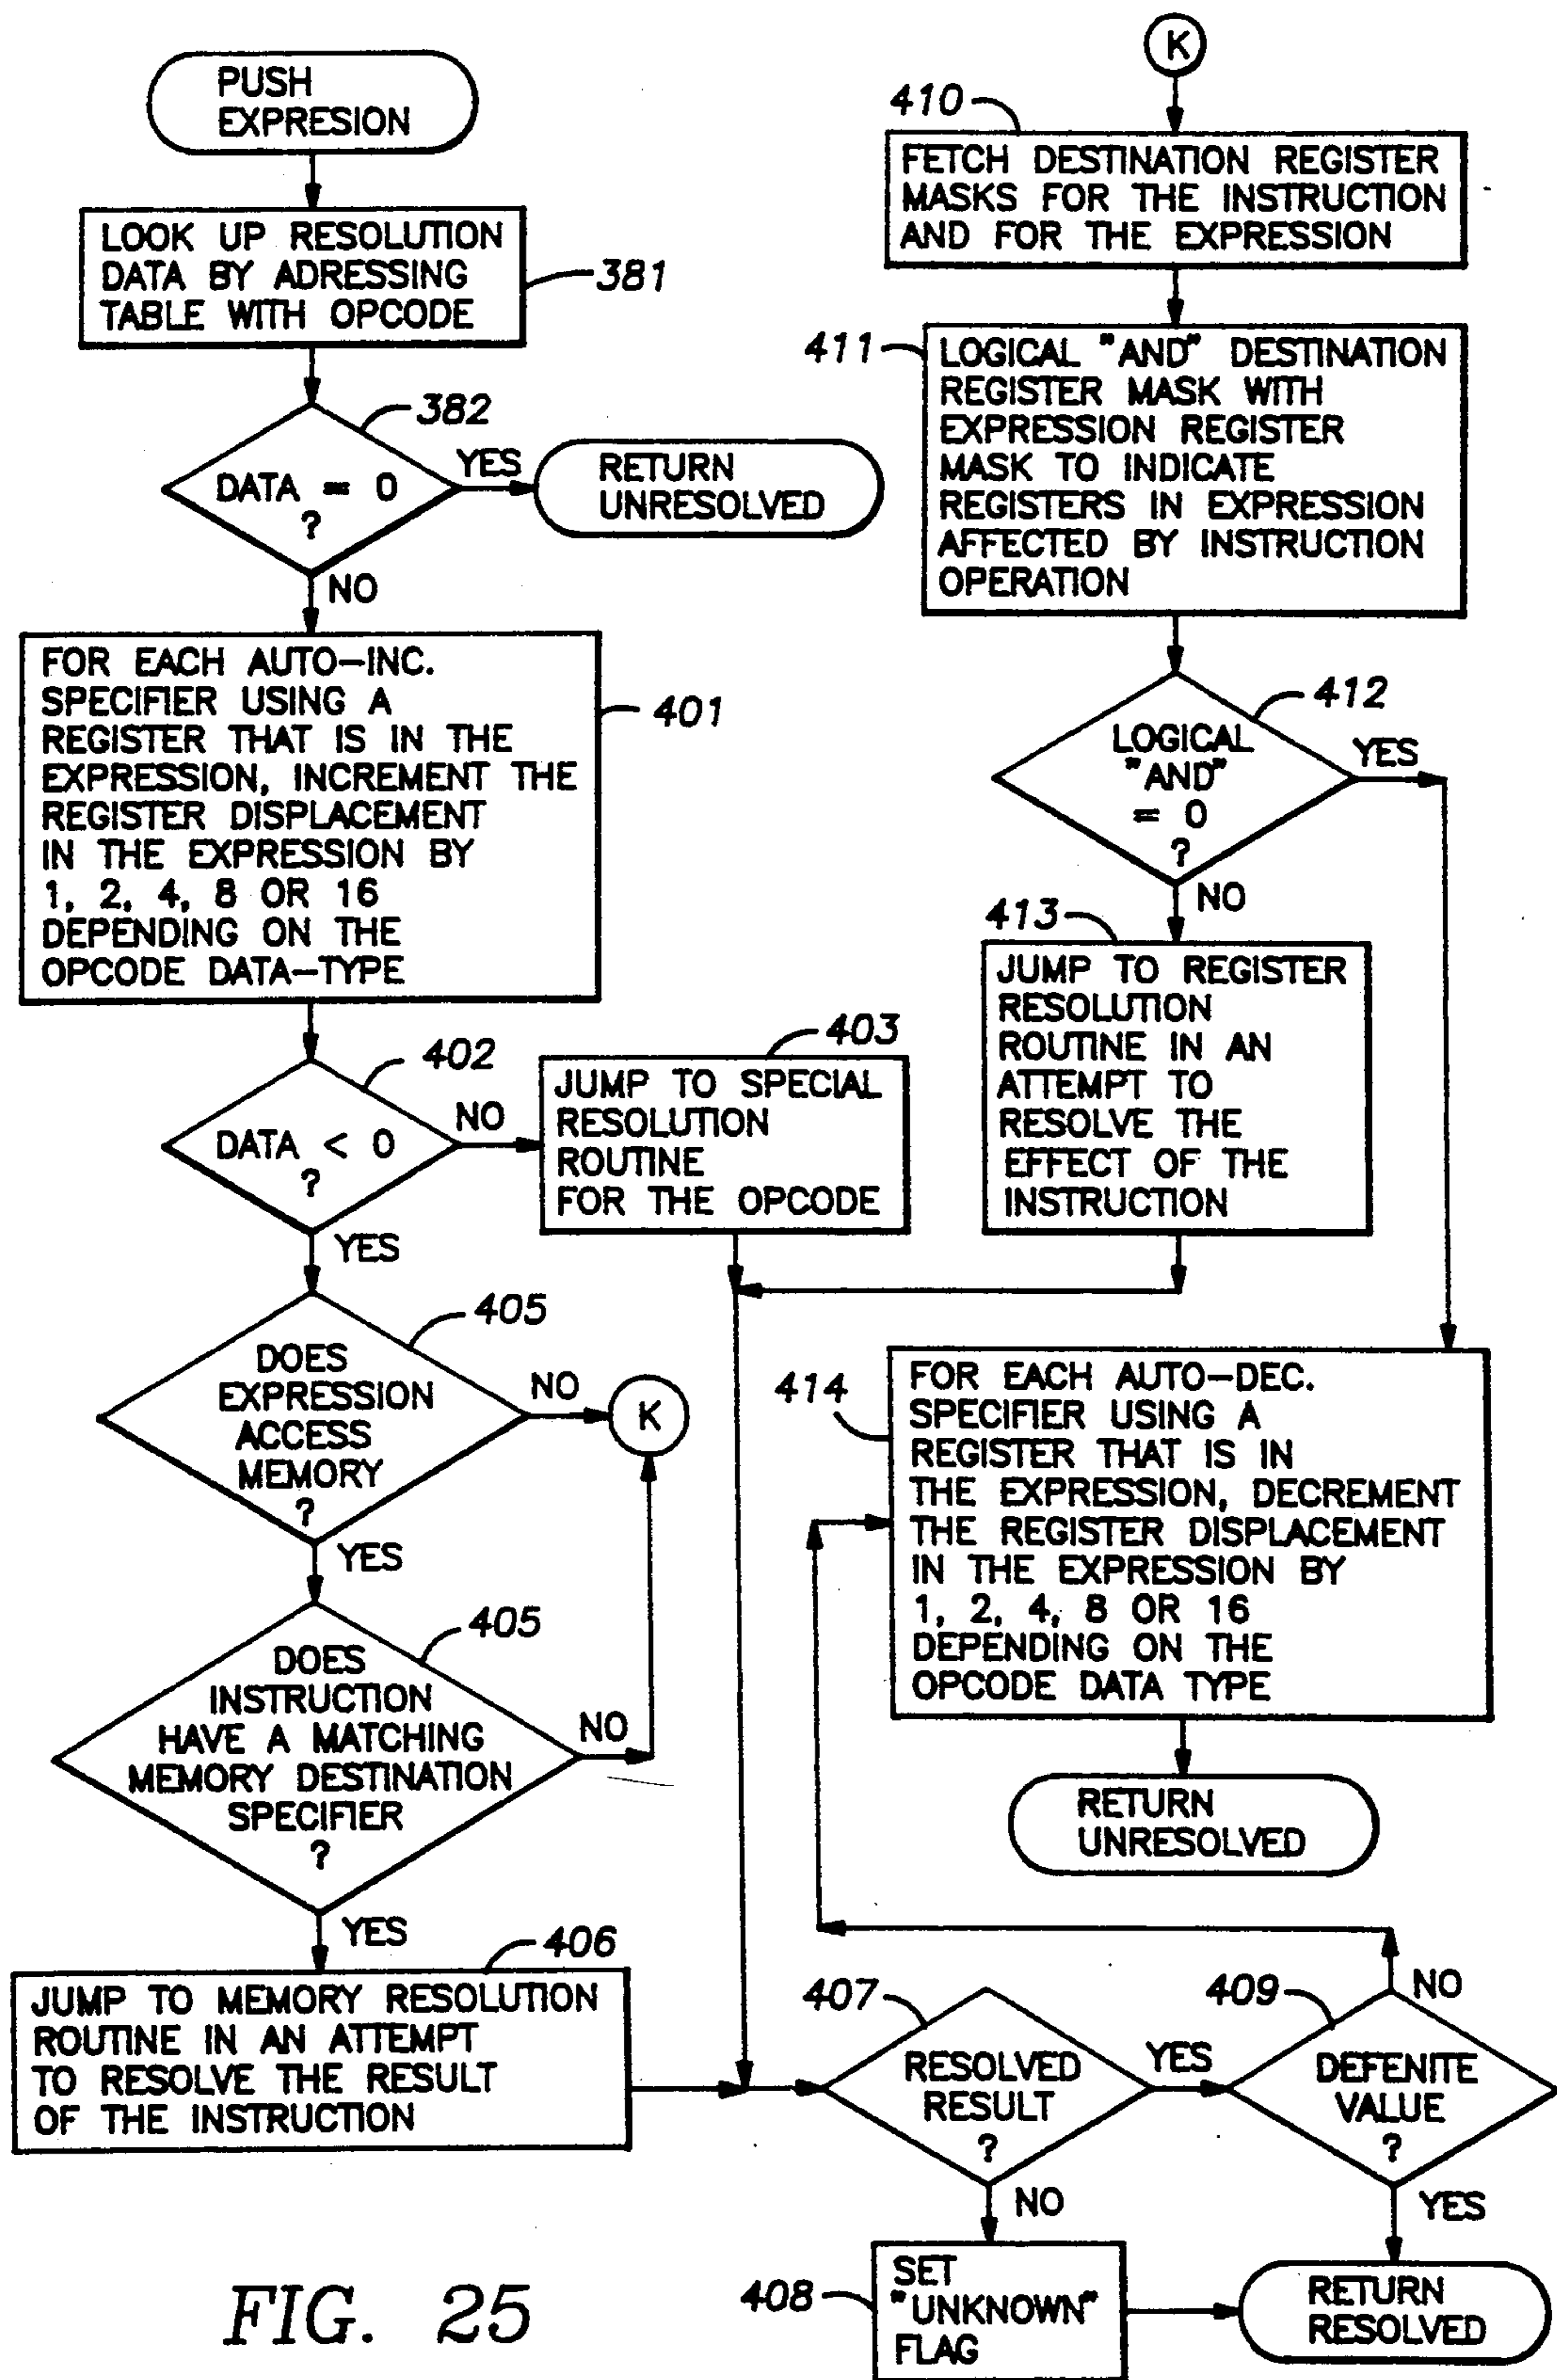 PUSH
EXPRESION
LOOK UP RESOLUTION
DATA BY ADRESSING
TABLE WITH OPCODE
381
382
DATA = 0
?
YES
RETURN
UNRESOLVED
NO
FOR EACH AUTO-INC.
SPECIFIER USING A
REGISTER THAT IS IN THE
EXPRESSION, INCREMENT THE
REGISTER DISPLACEMENT
IN THE EXPRESSION BY
1, 2, 4, 8 OR 16
DEPENDING ON THE
OPCODE DATA-TYPE
401
402
DATA < 0
?
NO
403
JUMP TO SPECIAL
RESOLUTION
ROUTINE
FOR THE OPCODE
YES
405
DOES
EXPRESSION
ACCESS
MEMORY
?
NO
K
YES
405
DOES
INSTRUCTION
HAVE A MATCHING
MEMORY DESTINATION
SPECIFIER
?
NO
YES
406
JUMP TO MEMORY RESOLUTION
ROUTINE IN AN ATTEMPT
TO RESOLVE THE RESULT
OF THE INSTRUCTION
K
410
FETCH DESTINATION REGISTER
MASKS FOR THE INSTRUCTION
AND FOR THE EXPRESSION
411
LOGICAL "AND" DESTINATION
REGISTER MASK WITH
EXPRESSION REGISTER
MASK TO INDICATE
REGISTERS IN EXPRESSION
AFFECTED BY INSTRUCTION
OPERATION
412
LOGICAL
"AND"
= 0
?
YES
NO
413
JUMP TO REGISTER
RESOLUTION
ROUTINE IN AN
ATTEMPT TO
RESOLVE THE
EFFECT OF THE
INSTRUCTION
414
FOR EACH AUTO-DEC.
SPECIFIER USING A
REGISTER THAT IS IN
THE EXPRESSION, DECREMENT
THE REGISTER DISPLACEMENT
IN THE EXPRESSION BY
1, 2, 4, 8 OR 16
DEPENDING ON THE
OPCODE DATA TYPE
RETURN
UNRESOLVED
407
RESOLVED
RESULT
?
YES
409
DEFENITE
VALUE
?
NO
NO
YES
408
SET
"UNKNOWN"
FLAG
RETURN
RESOLVED
FIG. 25